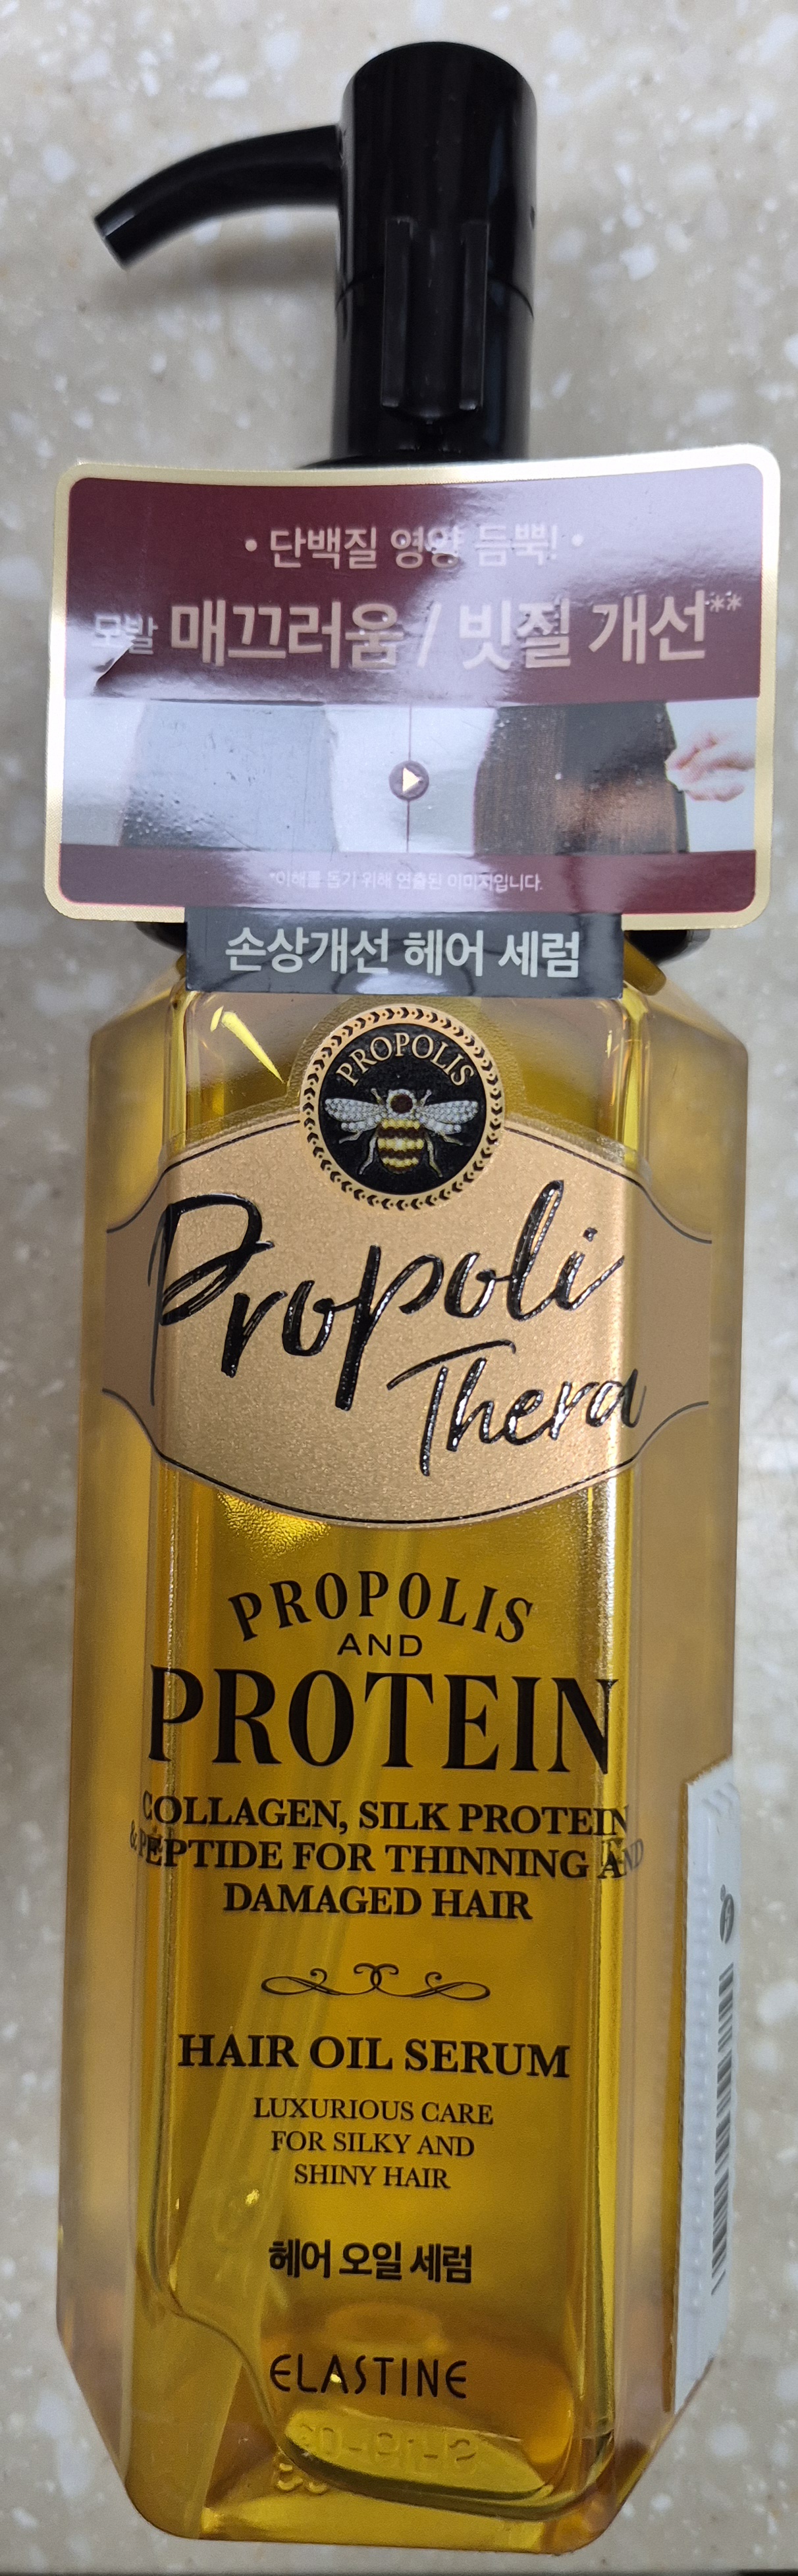 • 단백질 영양 듬뿍! •
모발 매끄러움 / 빗질 개선**
*이해를 돕기 위해 연출된 이미지입니다.
손상개선 헤어 세럼
PROPOLIS
Propoli
Thera
PROPOLIS
AND
PROTEIN
COLLAGEN, SILK PROTEIN
& PEPTIDE FOR THINNING AND
DAMAGED HAIR
HAIR OIL SERUM
LUXURIOUS CARE
FOR SILKY AND
SHINY HAIR
헤어 오일 세럼
ELASTINE